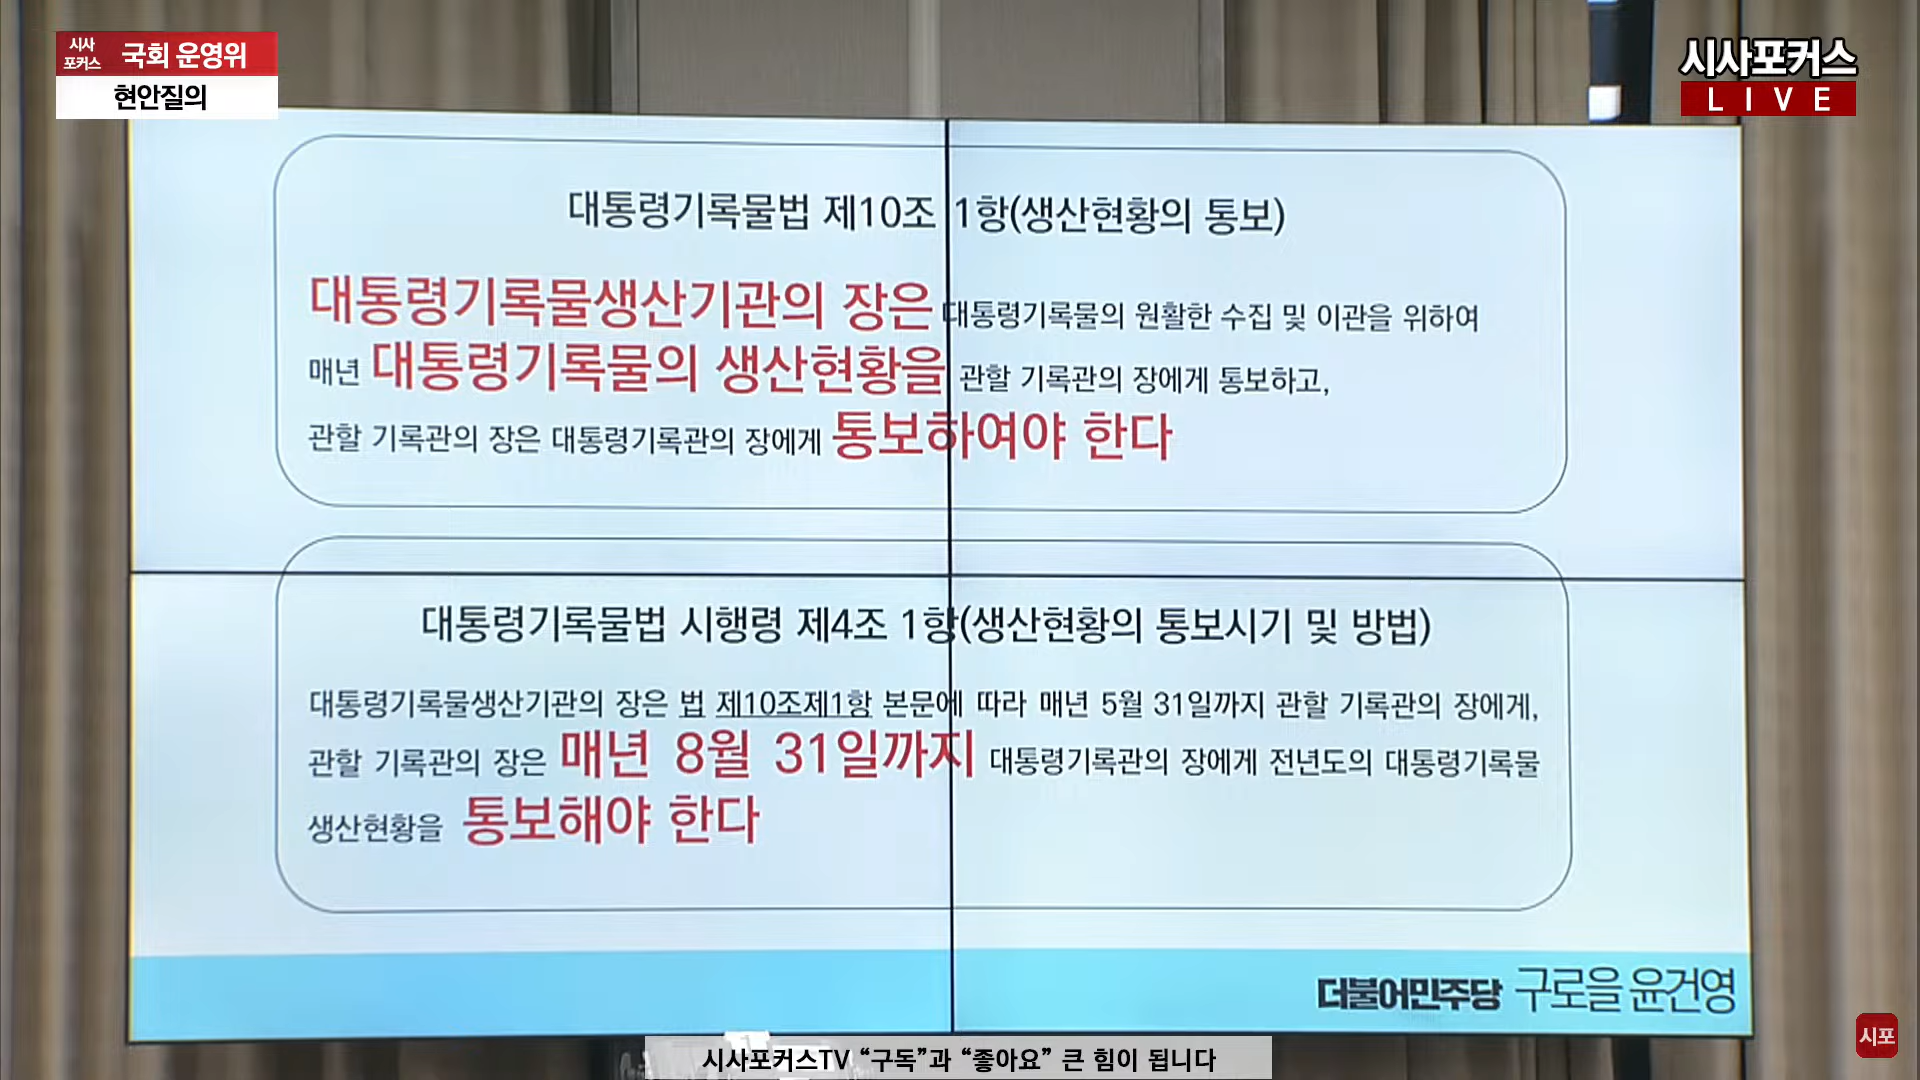 시사
포커스
국회 운영위
현안질의
시사포커스
LIVE
대통령기록물법 제10조 1항(생산현황의 통보)
대통령기록물생산기관의 장은 대통령기록물의 원활한 수집 및 이관을 위하여
매년 대통령기록물의 생산현황을 관할 기록관의 장에게 통보하고,
관할 기록관의 장은 대통령기록관의 장에게 통보하여야 한다
대통령기록물법 시행령 제4조 1항(생산현황의 통보시기 및 방법)
대통령기록물생산기관의 장은 법 제10조제1항 본문에 따라 매년 5월 31일까지 관할 기록관의 장에게,
관할 기록관의 장은 매년 8월 31일까지 대통령기록관의 장에게 전년도의 대통령기록물
생산현황을 통보해야 한다
더불어민주당 구로을 윤건영
시포
시사포커스TV “구독”과 “좋아요” 큰 힘이 됩니다